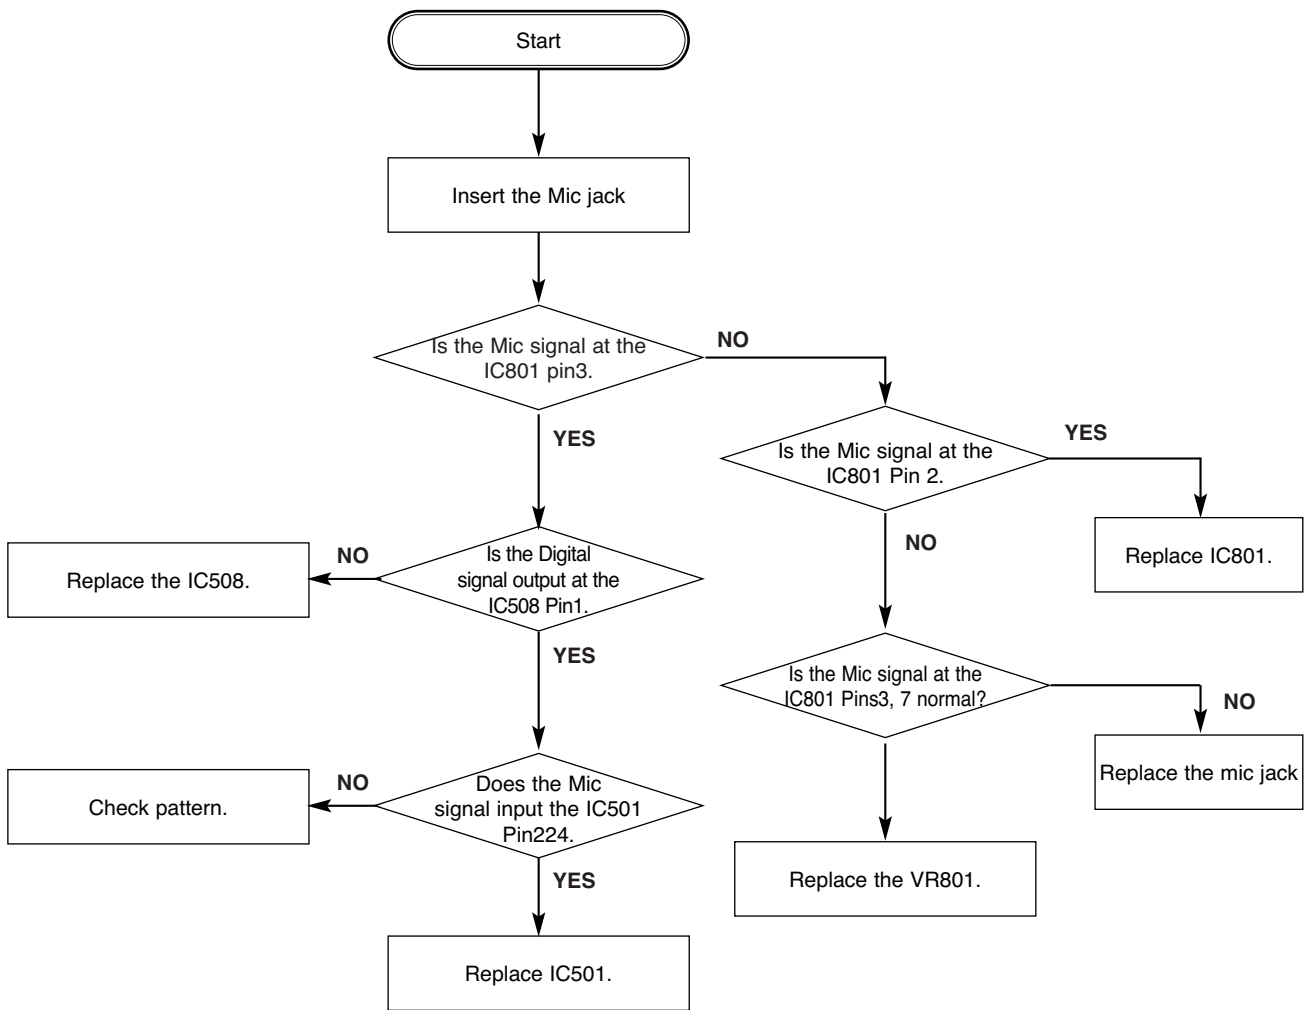 Start
Insert the Mic jack
Is the Mic signal at the
IC801 pin3.
NO
YES
Is the Mic signal at the
IC801 Pin 2.
YES
NO
Replace IC801.
Is the Digital
signal output at the
IC508 Pin1.
NO
Replace the IC508.
YES
Is the Mic signal at the
IC801 Pins3, 7 normal?
NO
Replace the mic jack
Does the Mic
signal input the IC501
Pin224.
NO
Check pattern.
YES
Replace the VR801.
Replace IC501.